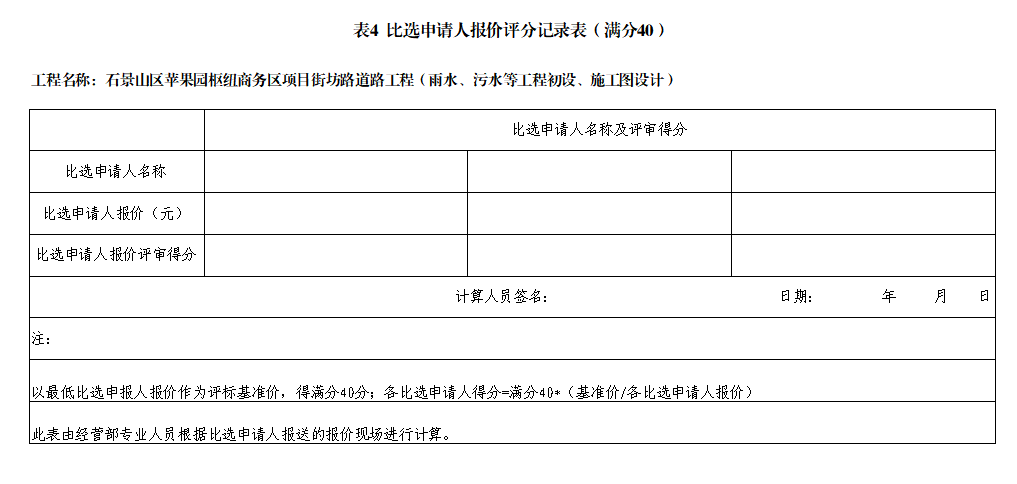 表4 比选申请人报价评分记录表（满分40）
工程名称：石景山区苹果园枢纽商务区项目街坊路道路工程（雨水、污水等工程初设、施工图设计）
比选申请人名称及评审得分
比选申请人名称
比选申请人报价（元）
比选申请人报价评审得分
计算人员签名： 日期： 年 月 日
注：
以最低比选申报人报价作为评标基准价，得满分40分；各比选申请人得分=满分40*（基准价/各比选申请人报价）
此表由经营部专业人员根据比选申请人报送的报价现场进行计算。